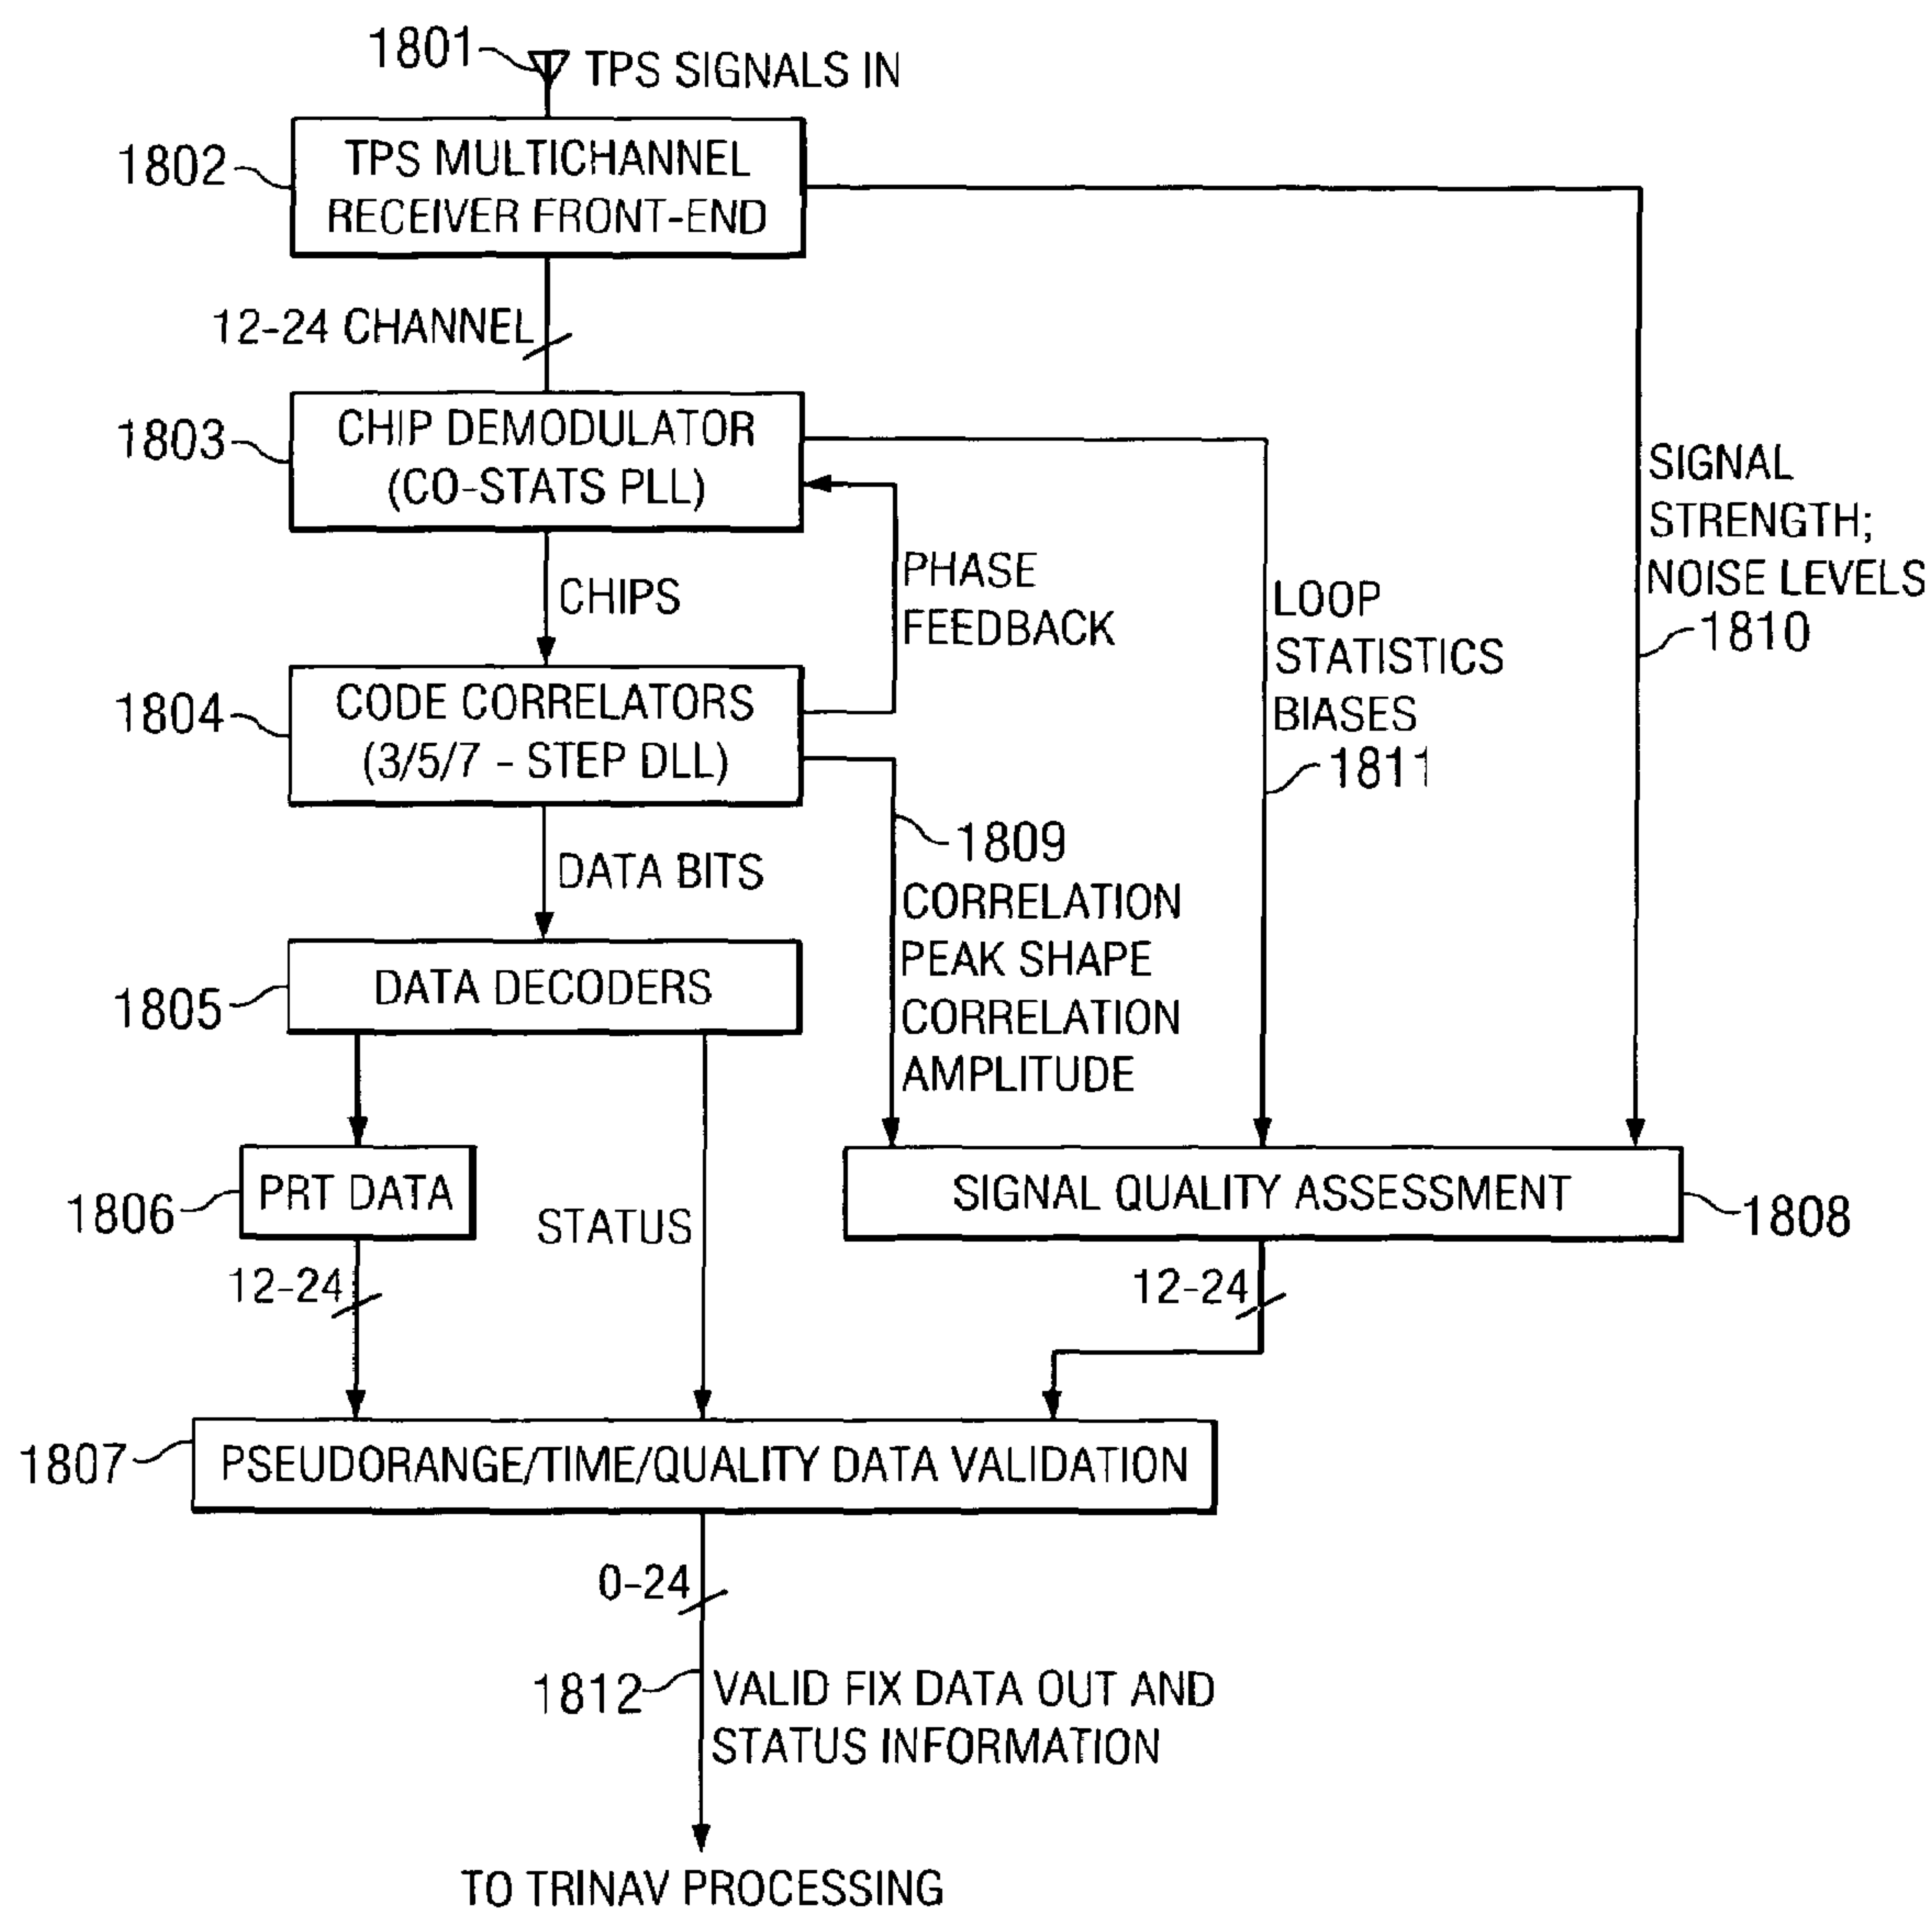 1801
TPS SIGNALS IN
1802
TPS MULTICHANNEL
RECEIVER FRONT-END
12-24 CHANNEL
1803
CHIP DEMODULATOR
(CO-STATS PLL)
SIGNAL
STRENGTH;
NOISE LEVELS
1810
PHASE
FEEDBACK
CHIPS
LOOP
STATISTICS
BIASES
1811
1804
CODE CORRELATORS
(3/5/7 - STEP DLL)
1809
CORRELATION
PEAK SHAPE
CORRELATION
AMPLITUDE
DATA BITS
1805
DATA DECODERS
1806
PRT DATA
STATUS
SIGNAL QUALITY ASSESSMENT
1808
12-24
12-24
1807
PSEUDORANGE/TIME/QUALITY DATA VALIDATION
0-24
1812
VALID FIX DATA OUT AND
STATUS INFORMATION
TO TRINAV PROCESSING